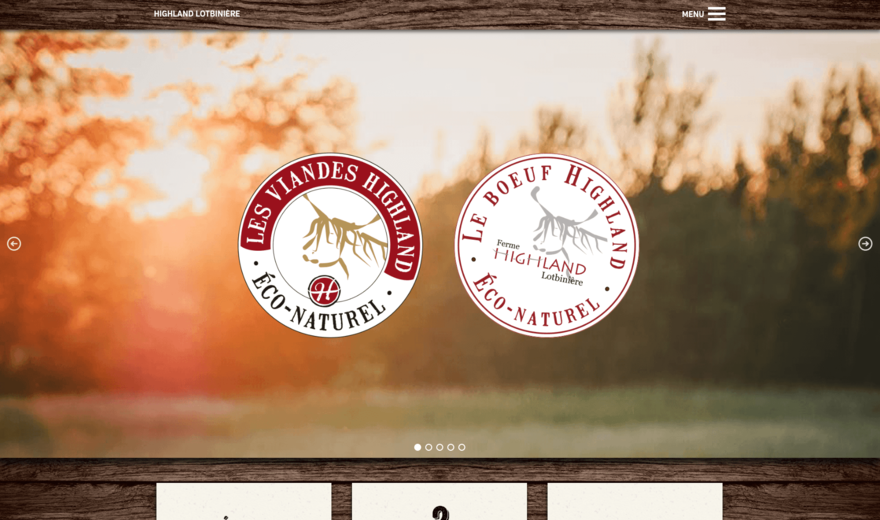 HIGHLAND LOTBINIÈRE
MENU
LES VIANDES HIGHLAND
H
· ÉCO-NATUREL ·
LE BOEUF HIGHLAND
Ferme
HIGHLAND
Lotbinière
· ÉCO-NATUREL ·